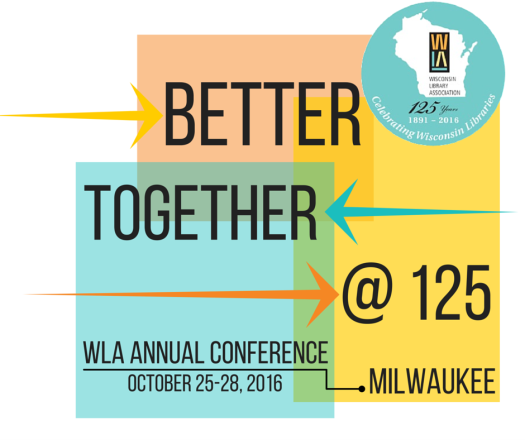 BETTER
TOGETHER
@ 125
WLA ANNUAL CONFERENCE
OCTOBER 25-28, 2016
MILWAUKEE
WLA
WISCONSIN
LIBRARY
ASSOCIATION
125 Years
1891 – 2016
Celebrating Wisconsin Libraries